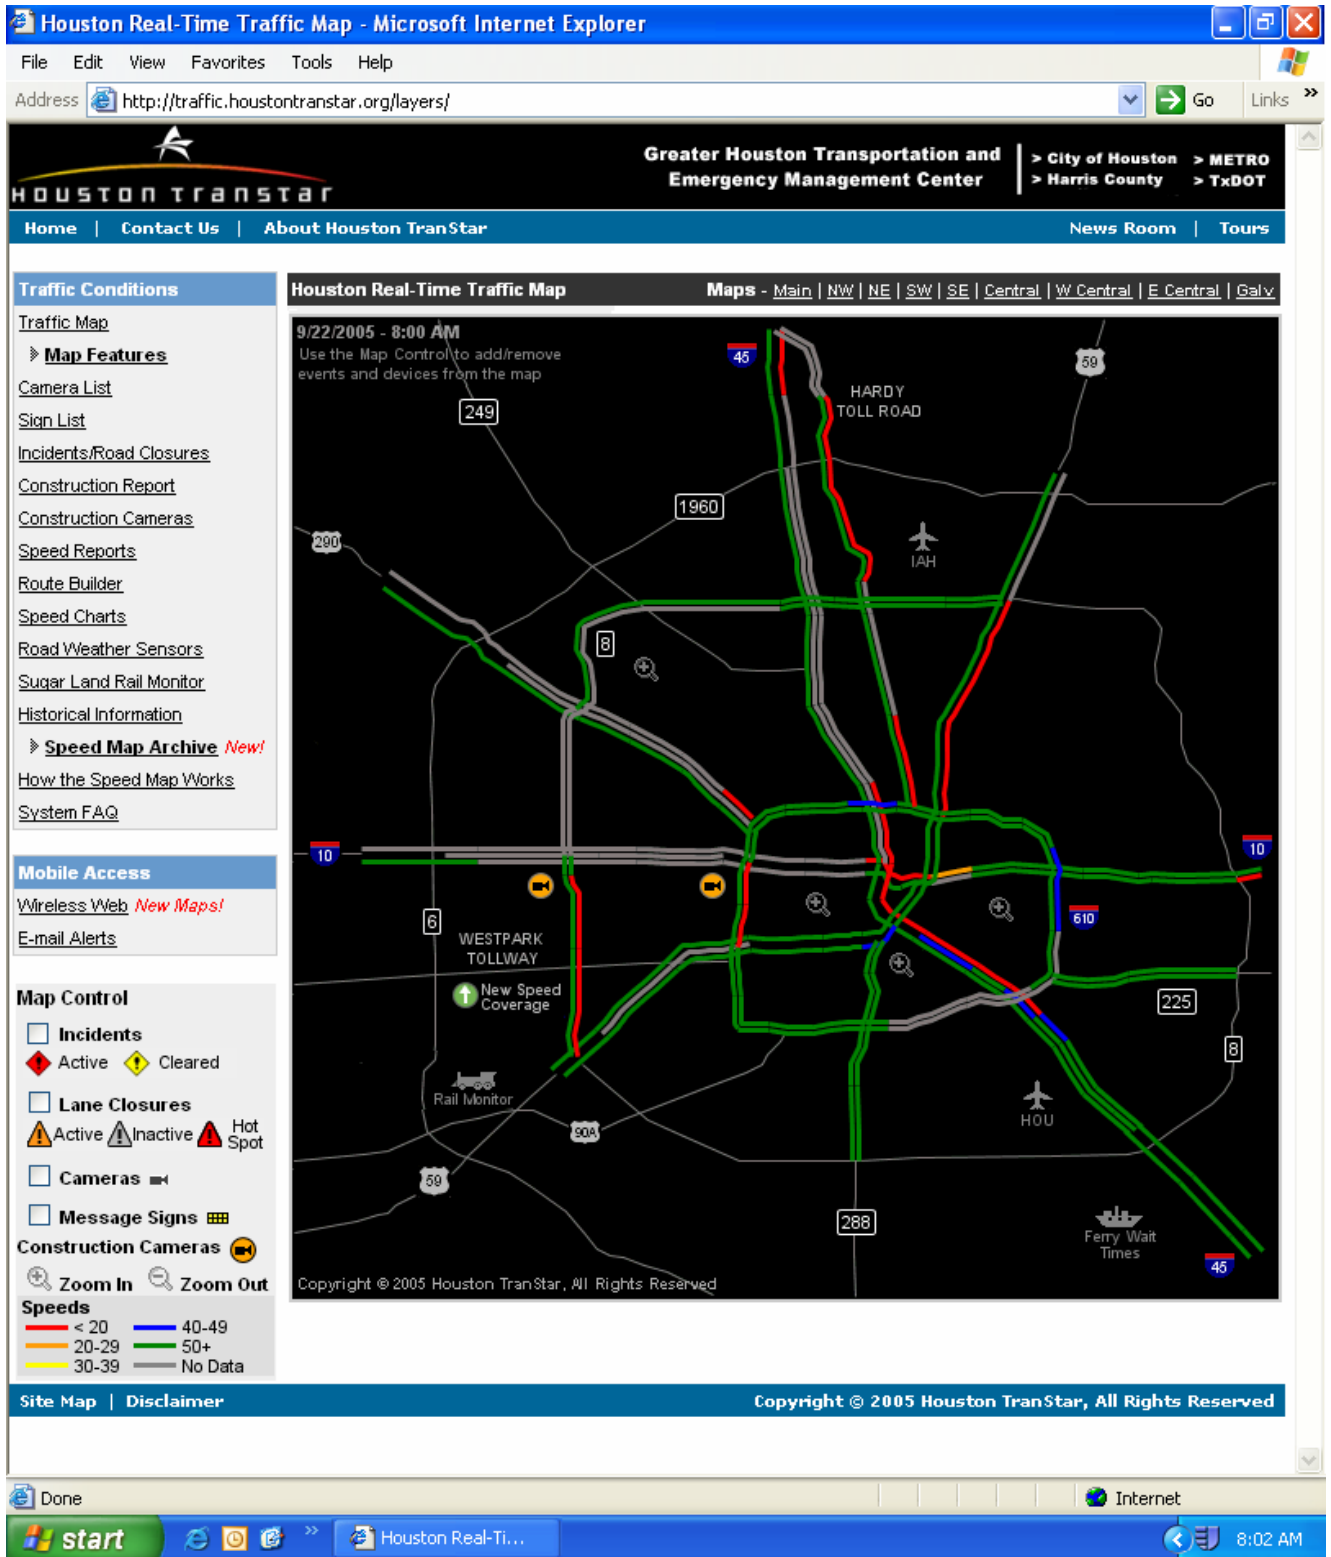 Houston Real-Time Traffic Map - Microsoft Internet Explorer
File Edit View Favorites Tools Help
Address http://traffic.houstontranstar.org/layers/ Go Links »
HOUSTON TRANSTAR
Greater Houston Transportation and
Emergency Management Center
> City of Houston > METRO
> Harris County > TxDOT
Home | Contact Us | About Houston TranStar News Room | Tours
Traffic Conditions
Traffic Map
Map Features
Camera List
Sign List
Incidents/Road Closures
Construction Report
Construction Cameras
Speed Reports
Route Builder
Speed Charts
Road Weather Sensors
Sugar Land Rail Monitor
Historical Information
Speed Map Archive New!
How the Speed Map Works
System FAQ
Mobile Access
Wireless Web New Maps!
E-mail Alerts
Map Control
Incidents
Active Cleared
Lane Closures
Active Inactive Hot Spot
Cameras
Message Signs
Construction Cameras
Zoom In Zoom Out
Speeds
< 20 40-49
20-29 50+
30-39 No Data
Houston Real-Time Traffic Map Maps - Main | NW | NE | SW | SE | Central | W Central | E Central | Galv
9/22/2005 - 8:00 AM
Use the Map Control to add/remove
events and devices from the map
45
59
HARDY
TOLL ROAD
249
1960
290
IAH
8
10
10
6
610
WESTPARK
TOLLWAY
New Speed
Coverage
225
8
Rail Monitor
HOU
90A
59
288
Ferry Wait
Times
45
Copyright © 2005 Houston TranStar, All Rights Reserved
Site Map | Disclaimer Copyright © 2005 Houston TranStar, All Rights Reserved
Done Internet
start » Houston Real-Ti... 8:02 AM